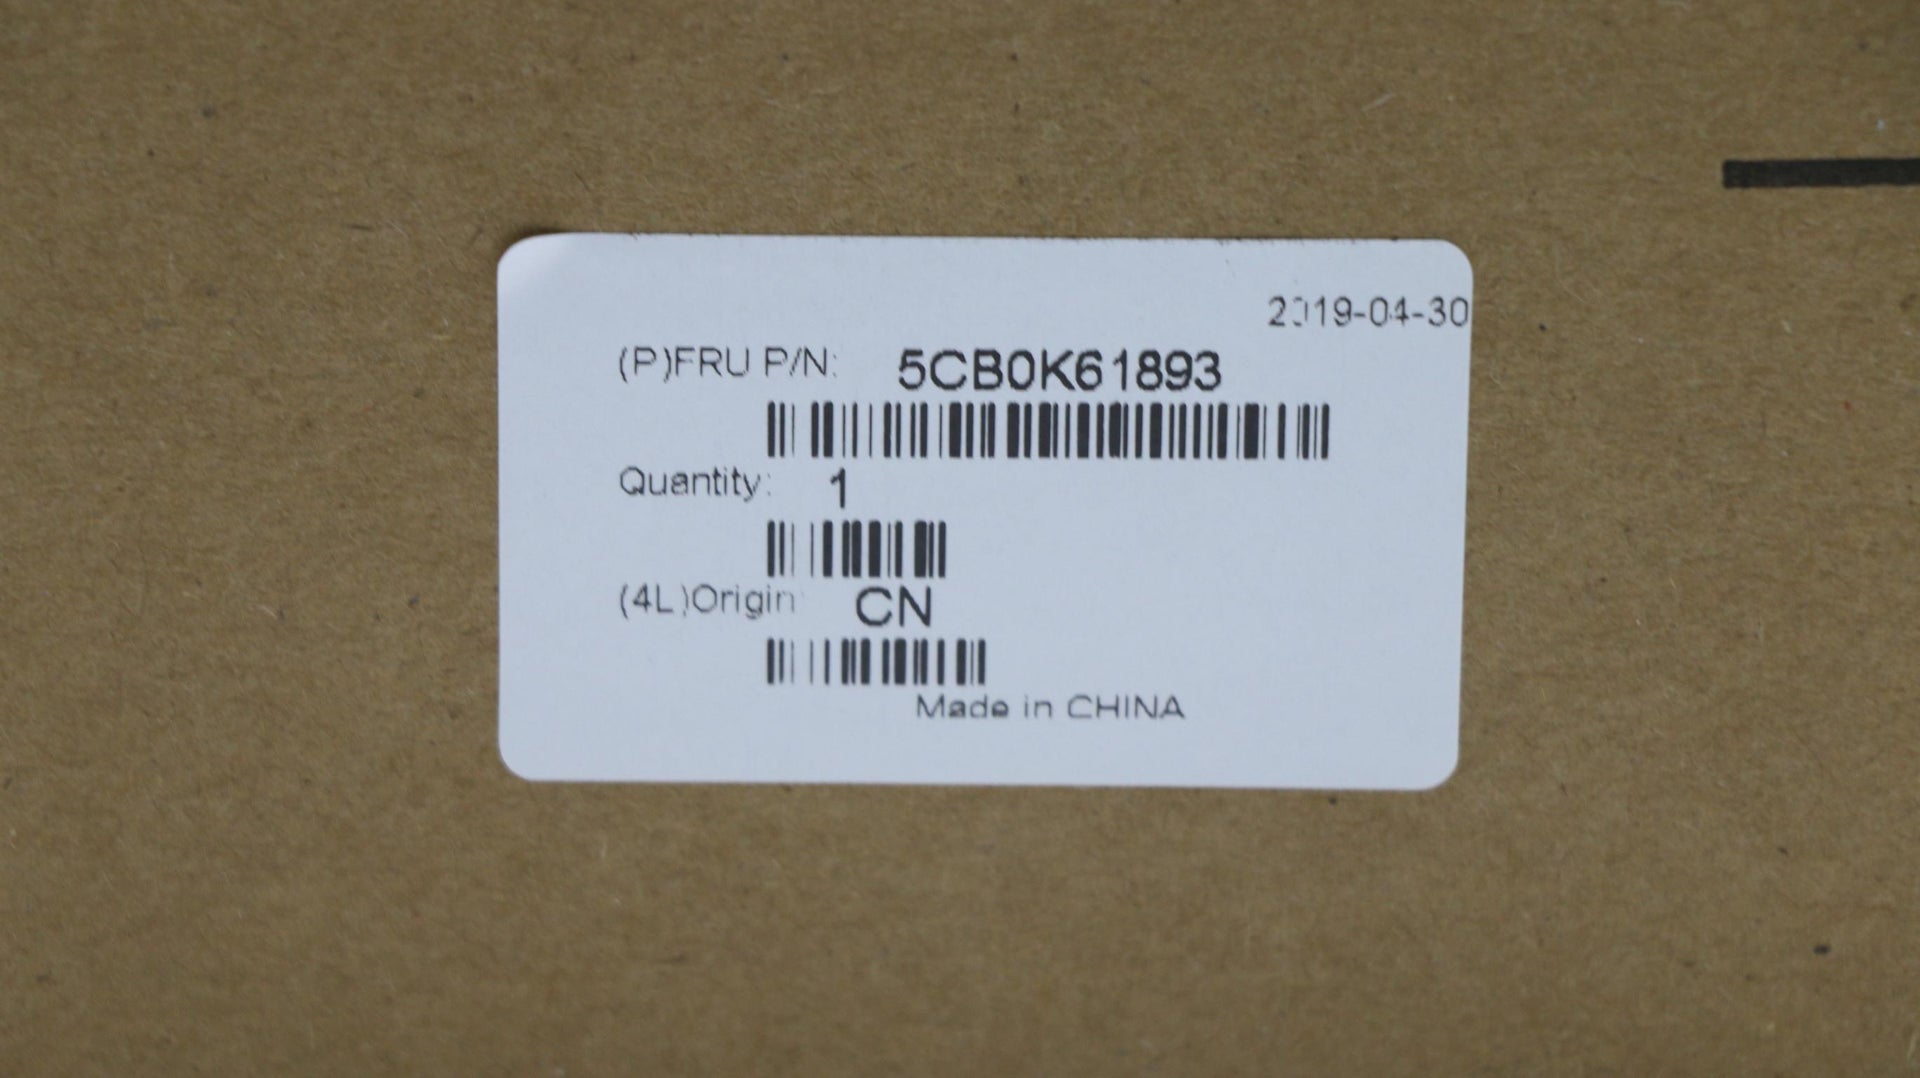 2019-04-30
(P)FRU P/N: 5CB0K61893
Quantity: 1
(4L)Origin: CN
Made in CHINA